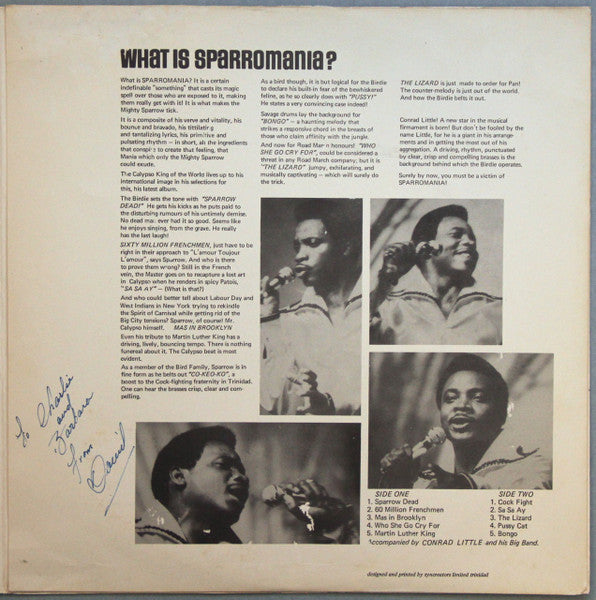 WHAT IS SPARROMANIA?
What is SPARROMANIA? It is a certain
indefinable "something" that casts its magic
spell over those who are exposed to it, making
them really get with it! It is what makes the
Mighty Sparrow tick.
It is a composite of his verve and vitality, his
bounce and bravado, his titillating
and tantalizing lyrics, his primitive and
pulsating rhythm – in short, all the ingredients
that conspire to create that feeling, that
Mania which only the Mighty Sparrow
could exude.
The Calypso King of the World lives up to his
international image in his selections for
this, his latest album.
The Birdie sets the tone with "SPARROW
DEAD!" He gets his kicks as he puts paid to
the disturbing rumours of his untimely demise.
No dead man ever had it so good. Seems like
he enjoys singing, from the grave. He really
has the last laugh!
SIXTY MILLION FRENCHMEN, just have to be
right in their approach to "L'amour Toujour
L'amour", says Sparrow. And who is there
to prove them wrong? Still in the French
vein, the Master goes on to recapture a lost art
in Calypso when he renders in spicy Patois,
"SA SA AY" – (What is that?)
And who could better tell about Labour Day and
West Indians in New York trying to rekindle
the Spirit of Carnival while getting rid of the
Big City tensions? Sparrow, of course! Mr.
Calypso himself. MAS IN BROOKLYN
Even his tribute to Martin Luther King has a
driving, lively, bouncing tempo. There is nothing
funereal about it. The Calypso beat is most
evident.
As a member of the Bird Family, Sparrow is in
fine form as he belts out "CO-KEO-KO", a
boost to the Cock-fighting fraternity in Trinidad.
One can hear the brasses crisp, clear and com-
pelling.
As a bird though, it is but logical for the Birdie
to declare his built-in fear of the bewhiskered
feline, as he so clearly does with "PUSSY!"
He states a very convincing case indeed!
Savage drums lay the background for
"BONGO" – a haunting melody that
strikes a responsive chord in the breasts of
those who claim affinity with the jungle.
And now for Road March honours! "WHO
SHE GO CRY FOR", could be considered a
threat in any Road March company, but it is
"THE LIZARD" jumpy, exhilarating, and
musically captivating – which will surely do
the trick.
THE LIZARD is just made to order for Pan!
The counter-melody is just out of the world.
And how the Birdie belts it out.
Conrad Little! A new star in the musical
firmament is born! But don't be fooled by the
name Little, for he is a giant in his arrange-
ments and in getting the most out of his
aggregation. A driving, rhythm, punctuated
by clear, crisp and compelling brasses is the
background behind which the Birdie operates.
Surely by now, you must be a victim of
SPARROMANIA!
To Charlie
and
Barbara
from
David
SIDE ONE
1. Sparrow Dead
2. 60 Million Frenchmen
3. Mas in Brooklyn
4. Who She Go Cry For
5. Martin Luther King
SIDE TWO
1. Cock Fight
2. Sa Sa Ay
3. The Lizard
4. Pussy Cat
5. Bongo
Accompanied by CONRAD LITTLE and his Big Band.
designed and printed by syncreators limited trinidad